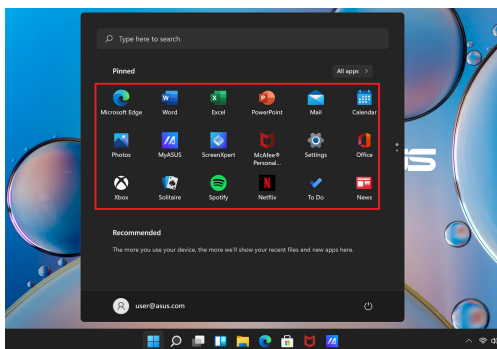 Type here to search
Pinned
All apps >
Microsoft Edge Word Excel PowerPoint Mail Calendar
Photos MyASUS ScreenXpert McAfee® Settings Office
Personal...
Xbox Solitaire Spotify Netflix To Do News
Recommended
The more you use your device, the more we'll show your recent files and new apps here.
user@asus.com